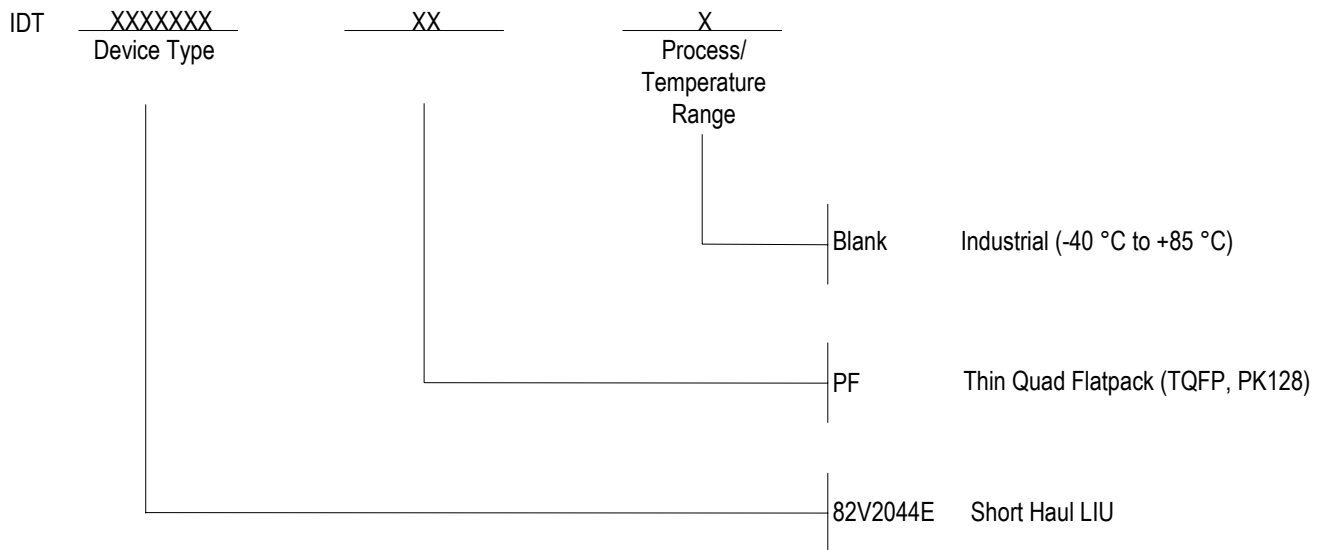 IDT XXXXXXX XX X
Device Type
Process/
Temperature
Range
Blank Industrial (-40 °C to +85 °C)
PF Thin Quad Flatpack (TQFP, PK128)
82V2044E Short Haul LIU